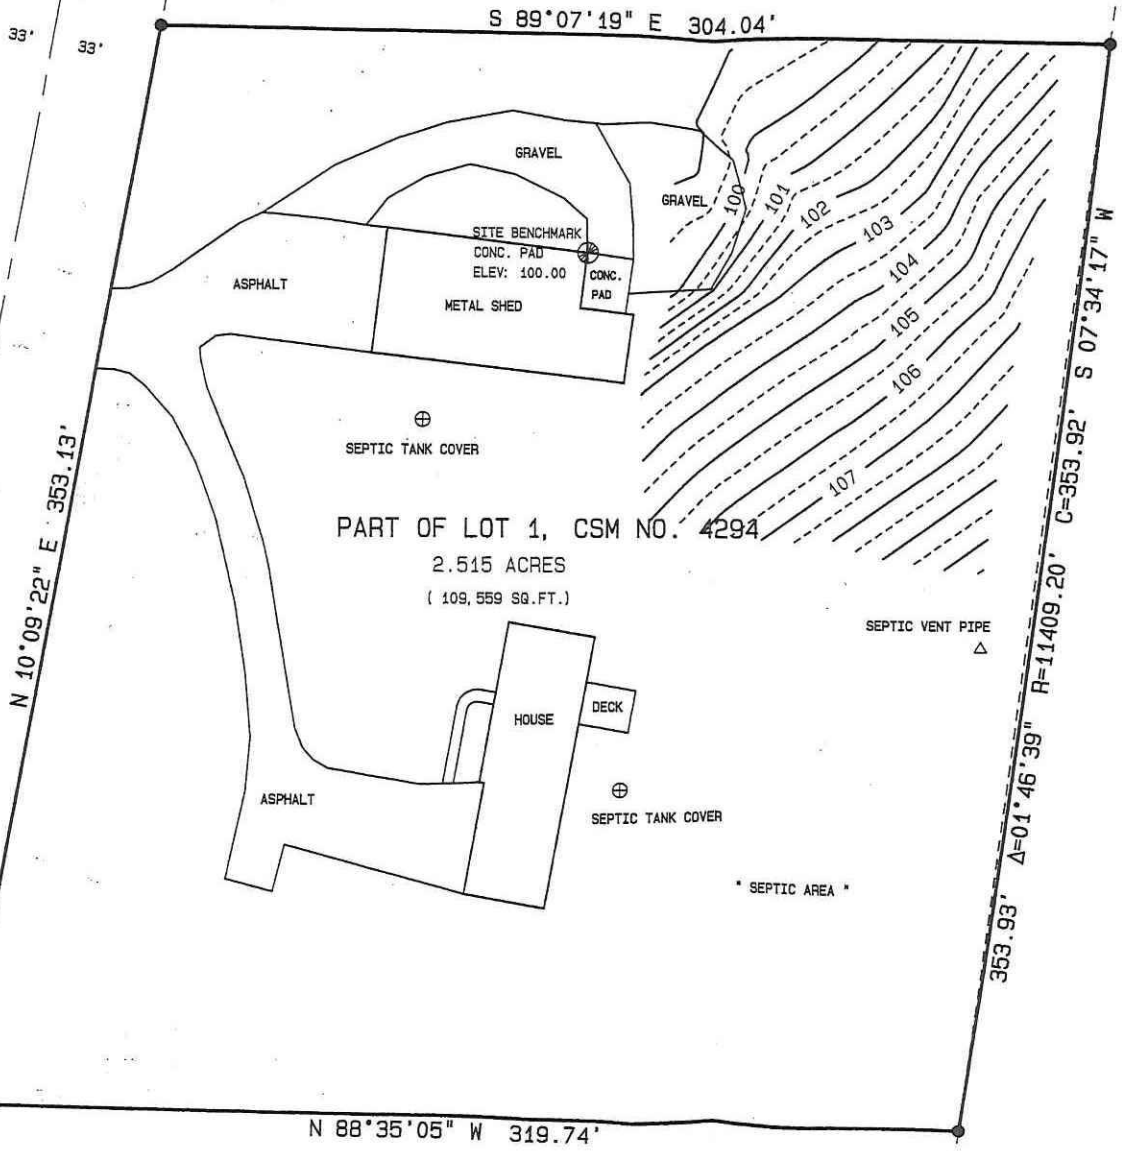 S 89°07'19" E 304.04'
33' 33'
GRAVEL
GRAVEL
100
101
102
103
104
105
106
107
SITE BENCHMARK
CONC. PAD
ELEV: 100.00
CONC.
PAD
ASPHALT
METAL SHED
SEPTIC TANK COVER
PART OF LOT 1, CSM NO. 4294
2.515 ACRES
( 109,559 SQ.FT.)
SEPTIC VENT PIPE
HOUSE
DECK
ASPHALT
SEPTIC TANK COVER
" SEPTIC AREA "
N 10°09'22" E 353.13'
353.93' Δ=01°46'39" R=11409.20' C=353.92' S 07°34'17" W
N 88°35'05" W 319.74'